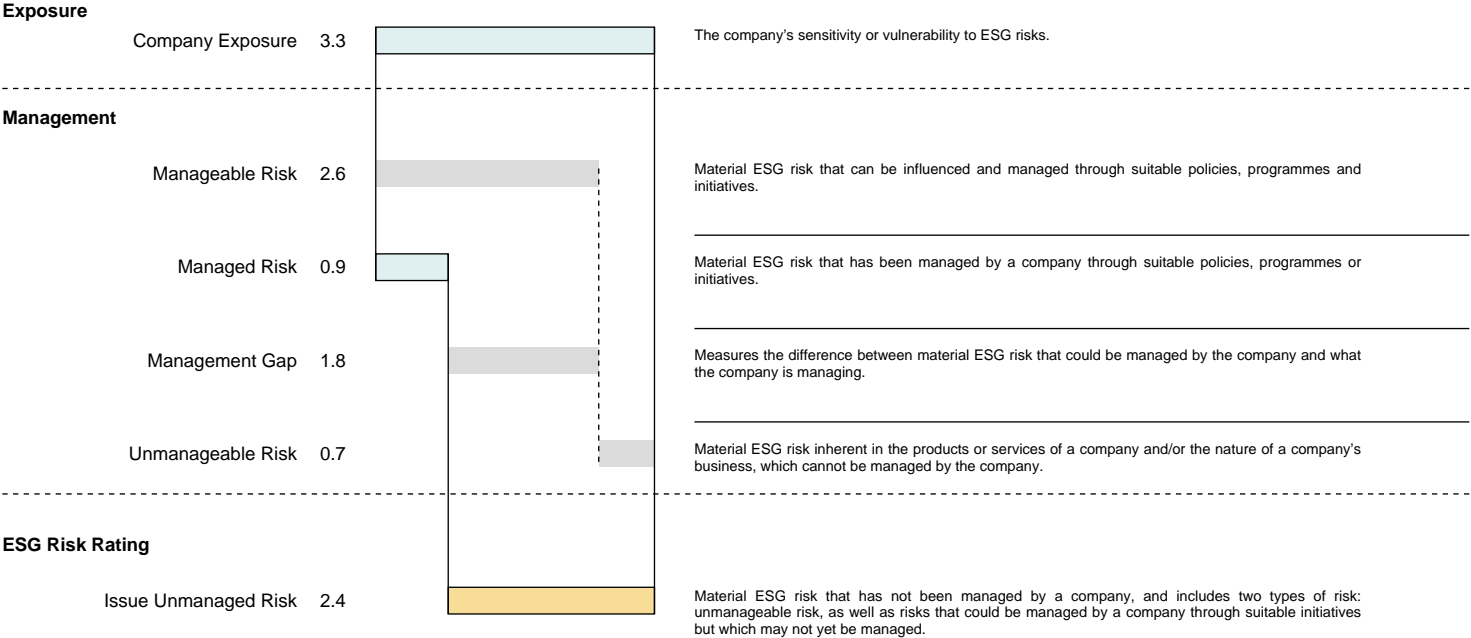 Exposure
Company Exposure 3.3
The company’s sensitivity or vulnerability to ESG risks.
Management
Manageable Risk 2.6
Material ESG risk that can be influenced and managed through suitable policies, programmes and
initiatives.
Managed Risk 0.9
Material ESG risk that has been managed by a company through suitable policies, programmes or
initiatives.
Management Gap 1.8
Measures the difference between material ESG risk that could be managed by the company and what
the company is managing.
Unmanageable Risk 0.7
Material ESG risk inherent in the products or services of a company and/or the nature of a company’s
business, which cannot be managed by the company.
ESG Risk Rating
Issue Unmanaged Risk 2.4
Material ESG risk that has not been managed by a company, and includes two types of risk:
unmanageable risk, as well as risks that could be managed by a company through suitable initiatives
but which may not yet be managed.